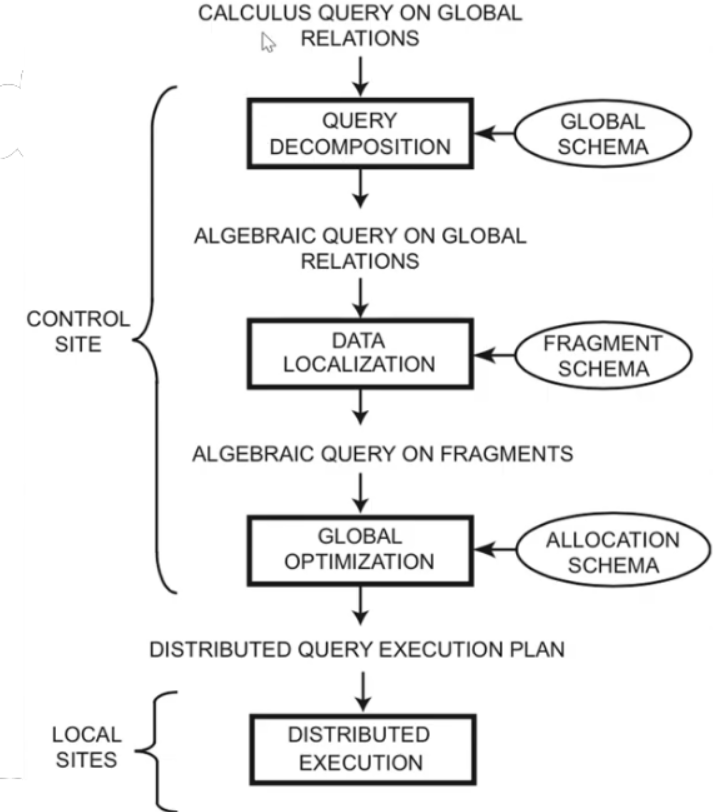 CALCULUS QUERY ON GLOBAL
RELATIONS
QUERY
DECOMPOSITION
GLOBAL
SCHEMA
ALGEBRAIC QUERY ON GLOBAL
RELATIONS
CONTROL
SITE
DATA
LOCALIZATION
FRAGMENT
SCHEMA
ALGEBRAIC QUERY ON FRAGMENTS
GLOBAL
OPTIMIZATION
ALLOCATION
SCHEMA
DISTRIBUTED QUERY EXECUTION PLAN
LOCAL
SITES
DISTRIBUTED
EXECUTION